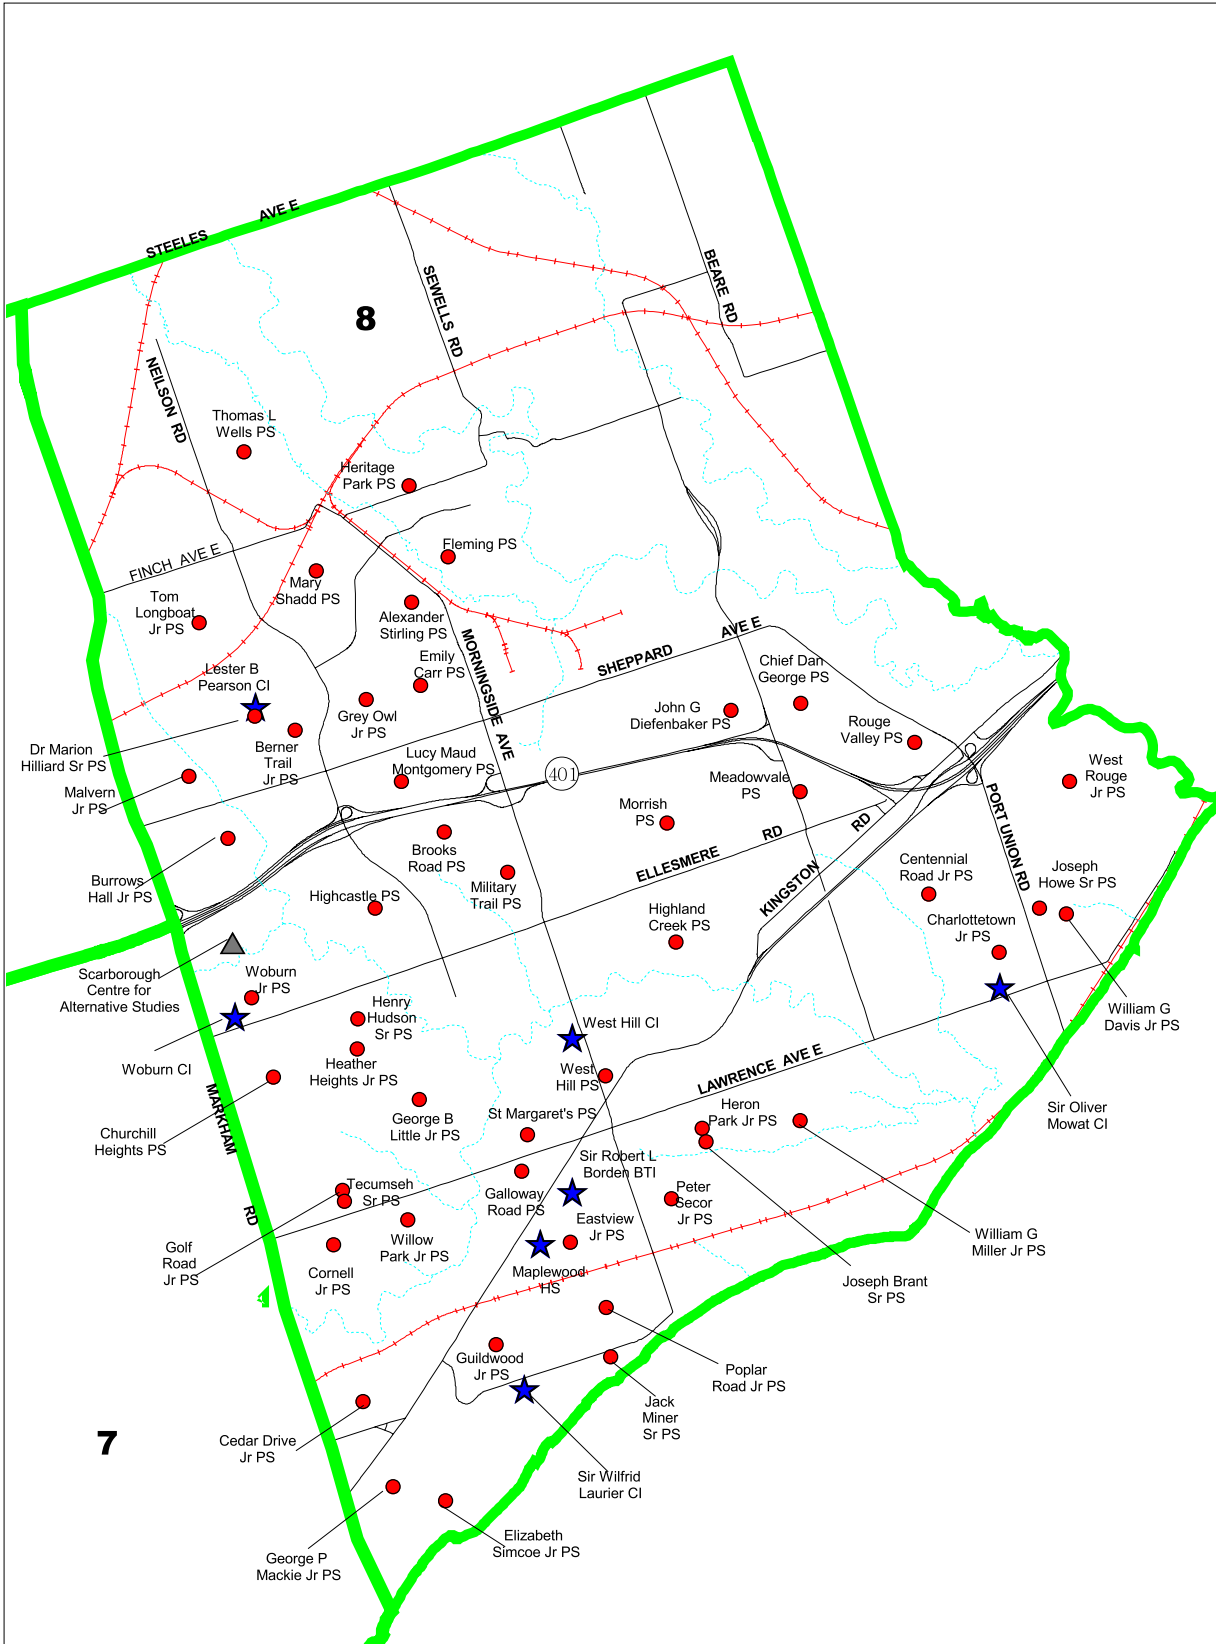 STEELES AVE E
8
SEWELLS RD
BEARE RD
NEILSON RD
Thomas L
Wells PS
Heritage
Park PS
FINCH AVE E
Fleming PS
Mary
Shadd PS
Tom
Longboat
Jr PS
Alexander
Stirling PS
MORNINGSIDE AVE
SHEPPARD AVE E
Emily
Carr PS
Lester B
Pearson CI
Chief Dan
George PS
Grey Owl
Jr PS
John G
Diefenbaker PS
Rouge
Valley PS
Dr Marion
Hilliard Sr PS
Berner
Trail
Jr PS
Lucy Maud
Montgomery PS
401
Meadowvale
PS
West
Rouge
Jr PS
Malvern
Jr PS
Morrish
PS
PORT UNION RD
Brooks
Road PS
ELLESMERE RD
KINGSTON RD
Centennial
Road Jr PS
Joseph
Howe Sr PS
Burrows
Hall Jr PS
Highcastle PS
Military
Trail PS
Highland
Creek PS
Charlottetown
Jr PS
Scarborough
Centre for
Alternative Studies
Woburn
Jr PS
Henry
Hudson
Sr PS
William G
Davis Jr PS
West Hill CI
Woburn CI
Heather
Heights Jr PS
West
Hill PS
LAWRENCE AVE E
MARKHAM RD
Churchill
Heights PS
George B
Little Jr PS
St Margaret's PS
Heron
Park Jr PS
Sir Oliver
Mowat CI
Sir Robert L
Borden BTI
Tecumseh
Sr PS
Galloway
Road PS
Peter
Secor
Jr PS
Eastview
Jr PS
Willow
Park Jr PS
William G
Miller Jr PS
Golf
Road
Jr PS
Cornell
Jr PS
Maplewood
HS
Joseph Brant
Sr PS
Guildwood
Jr PS
Poplar
Road Jr PS
Jack
Miner
Sr PS
7
Cedar Drive
Jr PS
Sir Wilfrid
Laurier CI
Elizabeth
Simcoe Jr PS
George P
Mackie Jr PS